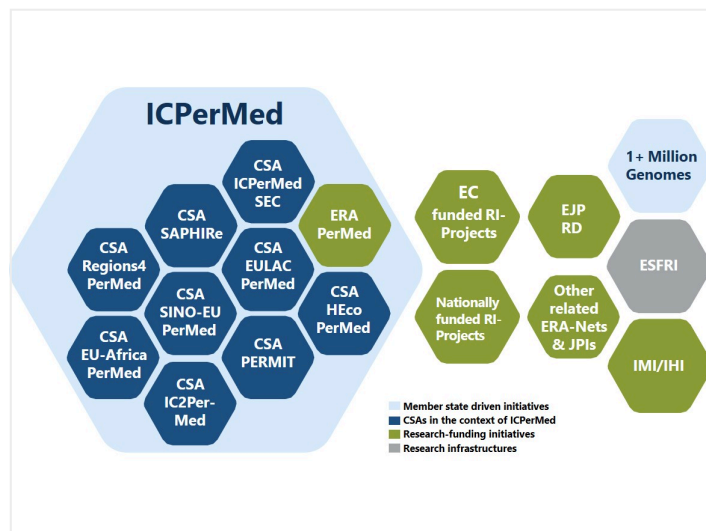 ICPerMed
CSA
ICPerMed
SEC
CSA
SAPHIRe
ERA
PerMed
CSA
Regions4
PerMed
CSA
EULAC
PerMed
CSA
SINO-EU
PerMed
CSA
HEco
PerMed
CSA
EU-Africa
PerMed
CSA
PERMIT
CSA
IC2Per-
Med
EC
funded RI-
Projects
EJP
RD
1+ Million
Genomes
ESFRI
Nationally
funded RI-
Projects
Other
related
ERA-Nets
& JPIs
IMI/IHI
Member state driven initiatives
CSAs in the context of ICPerMed
Research-funding initiatives
Research infrastructures